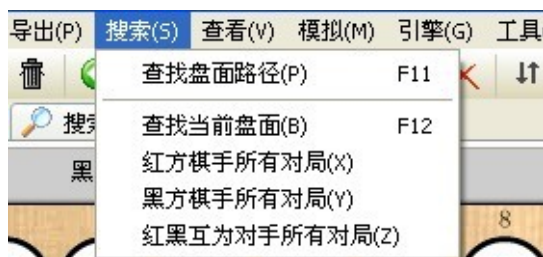 导出(P) 搜索(S) 查看(V) 模拟(M) 引擎(G) 工具
查找盘面路径(P) F11
搜
查找当前盘面(B) F12
红方棋手所有对局(X)
黑
黑方棋手所有对局(Y)
8
红黑互为对手所有对局(Z)